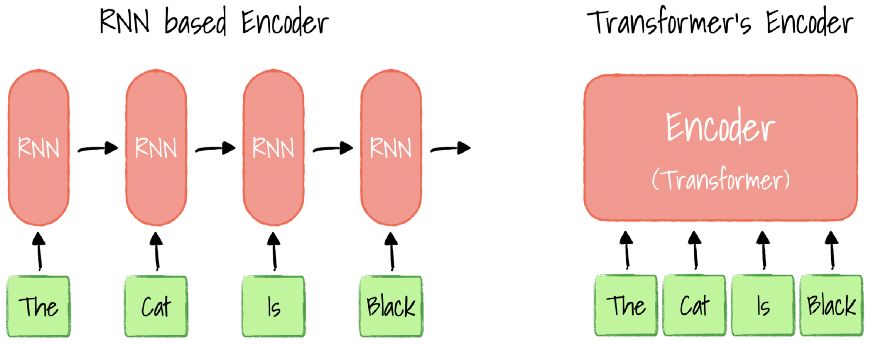 RNN based Encoder
RNN
RNN
RNN
RNN
The
Cat
Is
Black
Transformer's Encoder
Encoder
(Transformer)
The
Cat
Is
Black